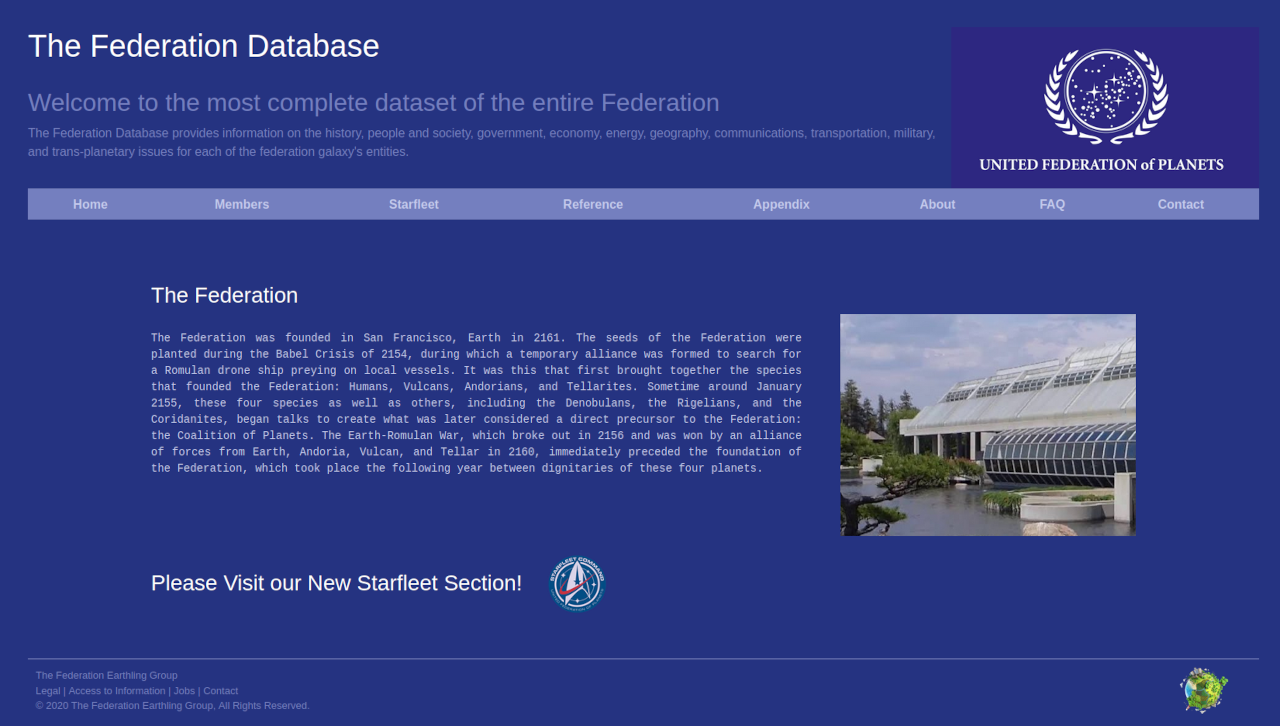 The Federation Database
Welcome to the most complete dataset of the entire Federation
The Federation Database provides information on the history, people and society, government, economy, energy, geography, communications, transportation, military,
and trans-planetary issues for each of the federation galaxy's entities.
UNITED FEDERATION of PLANETS
Home Members Starfleet Reference Appendix About FAQ Contact
The Federation
The Federation was founded in San Francisco, Earth in 2161. The seeds of the Federation were
planted during the Babel Crisis of 2154, during which a temporary alliance was formed to search for
a Romulan drone ship preying on local vessels. It was this that first brought together the species
that founded the Federation: Humans, Vulcans, Andorians, and Tellarites. Sometime around January
2155, these four species as well as others, including the Denobulans, the Rigelians, and the
Coridanites, began talks to create what was later considered a direct precursor to the Federation:
the Coalition of Planets. The Earth-Romulan War, which broke out in 2156 and was won by an alliance
of forces from Earth, Andoria, Vulcan, and Tellar in 2160, immediately preceded the foundation of
the Federation, which took place the following year between dignitaries of these four planets.
Please Visit our New Starfleet Section!
STARFLEET COMMAND
UNITED FEDERATION OF PLANETS
The Federation Earthling Group
Legal | Access to Information | Jobs | Contact
© 2020 The Federation Earthling Group, All Rights Reserved.